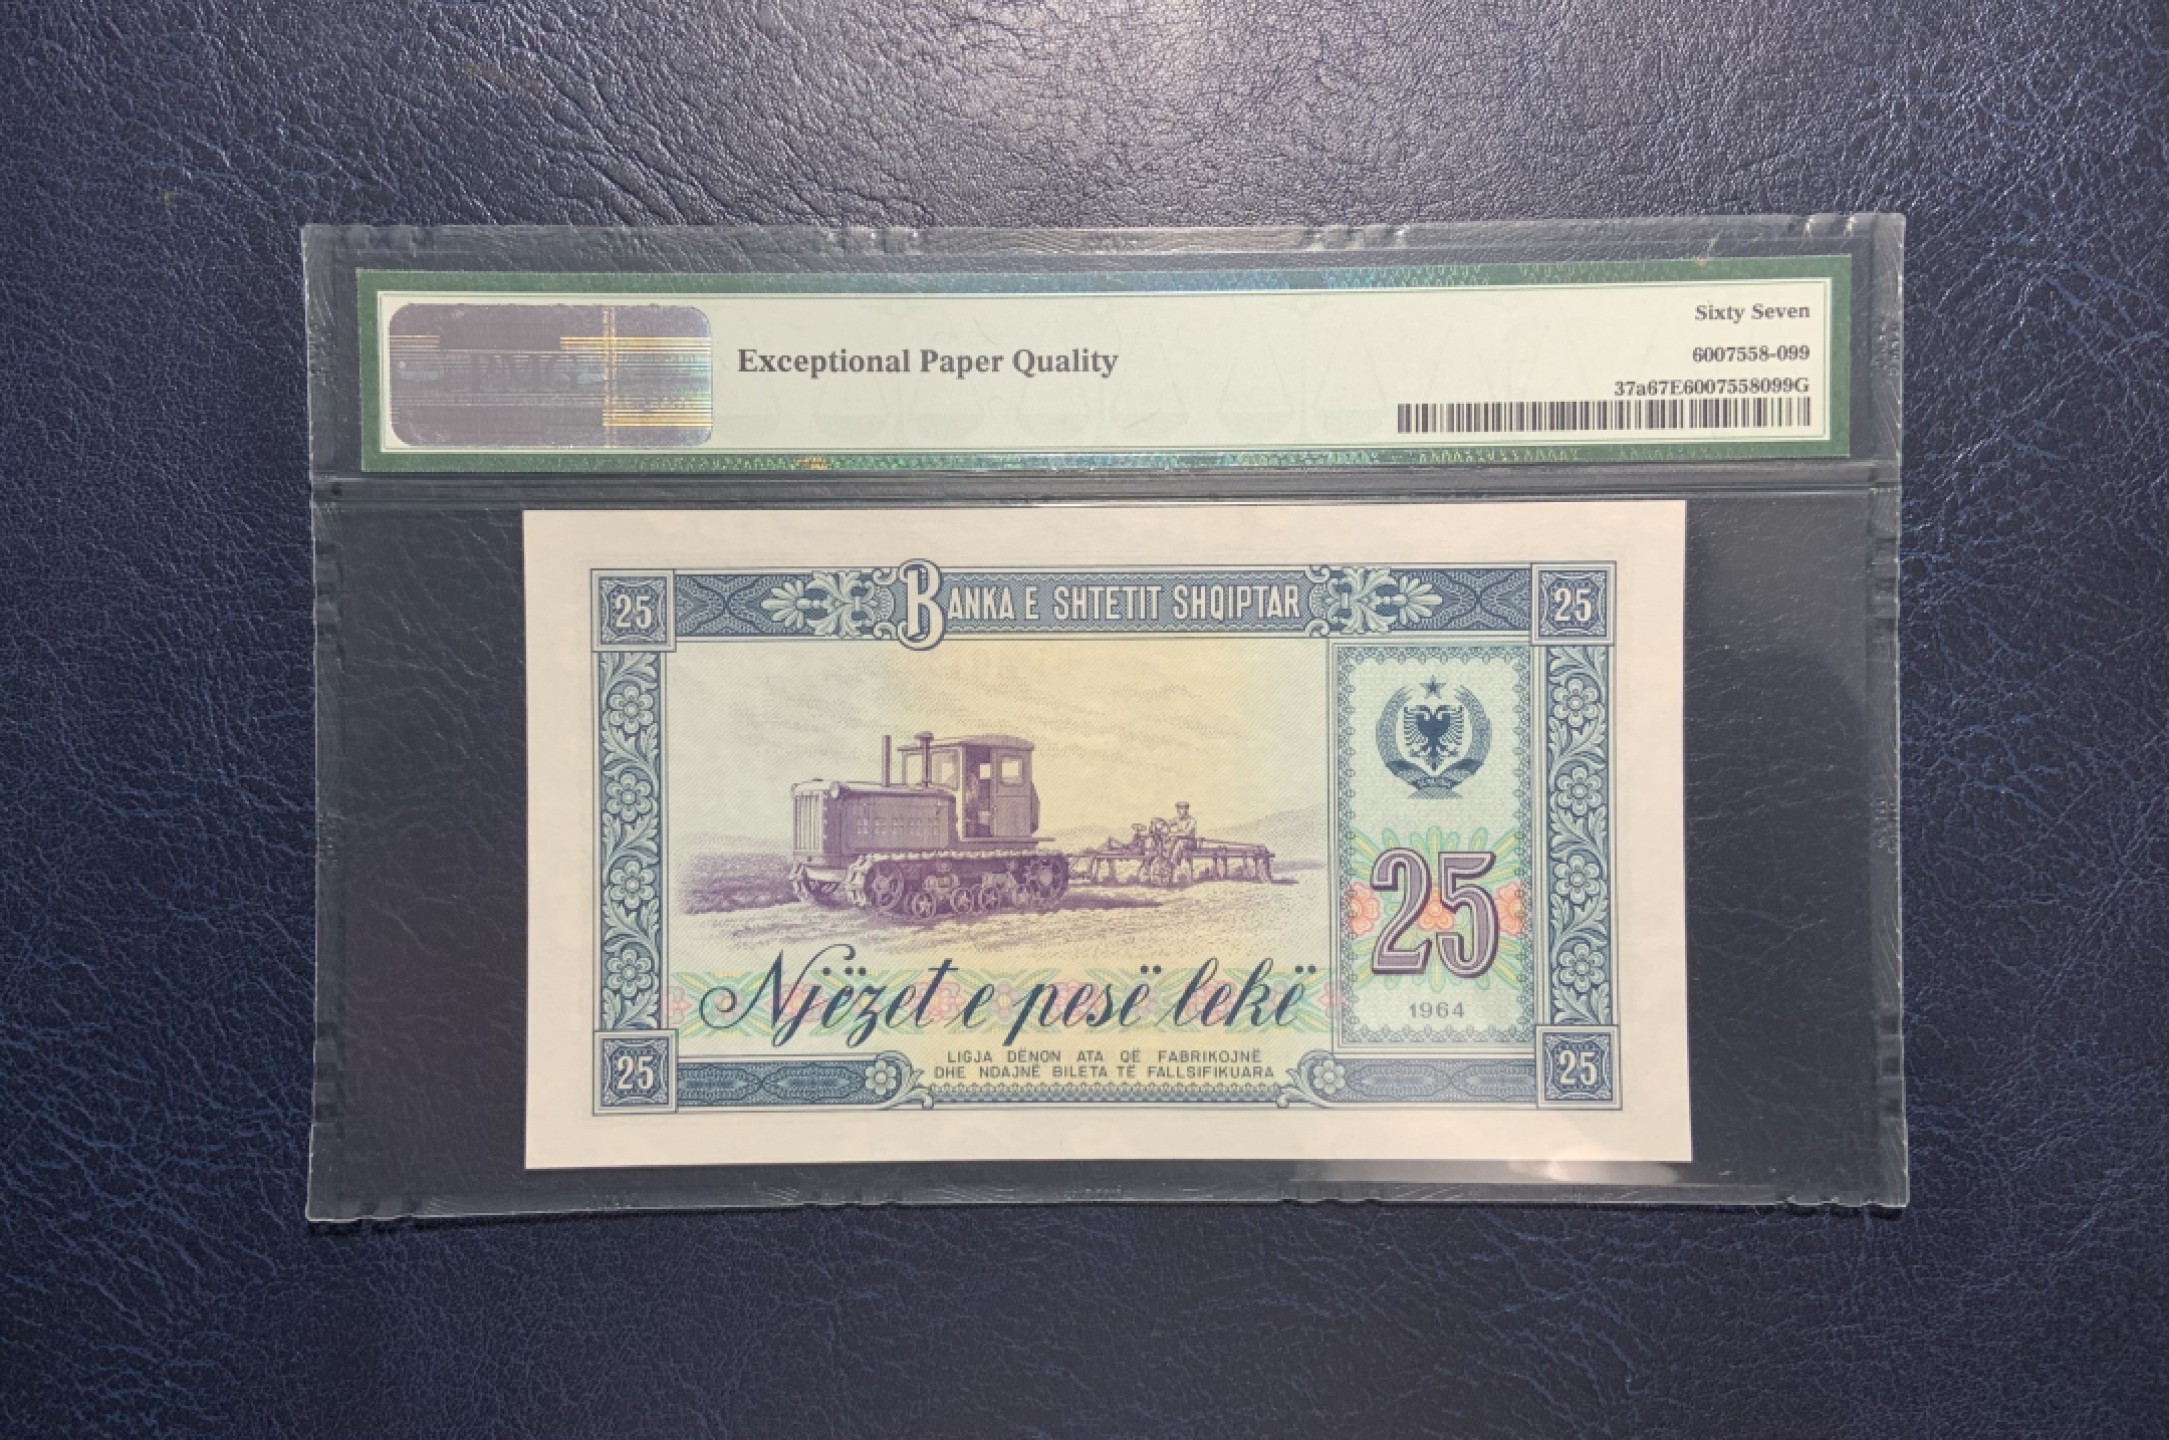 Sixty Seven
Exceptional Paper Quality
6007558-099
37a67E6007558099G
PMG
25 BANKA E SHTETIT SHQIPTAR 25
25
Njëzet e pesë lekë
1964
LIGJA DËNON ATA QË FABRIKOJNË
DHE NDAJNË BILETA TË FALLSIFIKUARA
25 25